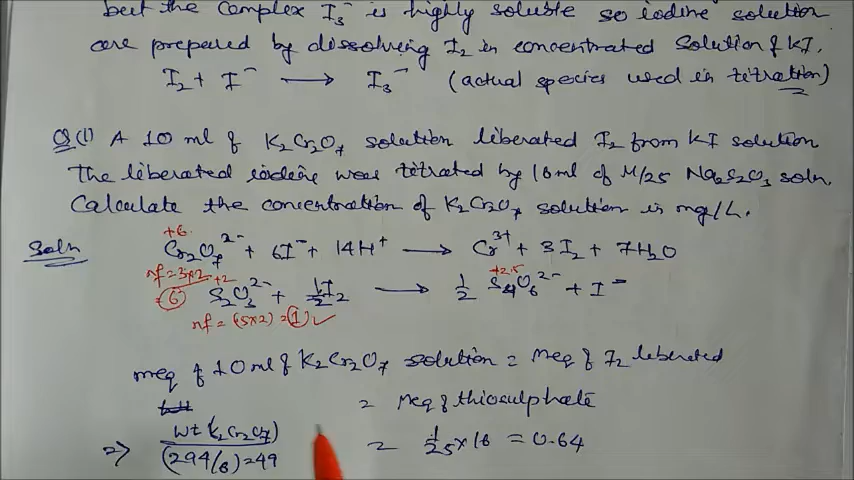 but the complex I₃⁻ is highly soluble so iodine solution
are prepared by dissolving I₂ in concentrated solution of KI.
I₂ + I⁻ → I₃⁻ (actual species used in titration)
Q(1) A 10 ml of K₂Cr₂O₇ solution liberated I₂ from KI solution
The liberated iodine was titrated by 16 ml of M/25 Na₂S₂O₃ soln.
Calculate the concentration of K₂Cr₂O₇ solution in mg/L.
+6
Soln Cr₂O₇²⁻ + 6I⁻ + 14H⁺ → Cr³⁺ + 3I₂ + 7H₂O
nf = 3×2 +2 +2.5
= 6 S₂O₃²⁻ + 1/2 I₂ → 1/2 S₄O₆²⁻ + I⁻
nf = (.5×2) = 1 ✓
meq of 10 ml of K₂Cr₂O₇ solution = Meq of I₂ liberated
= Meq of thiosulphate
⇒ Wt (K₂Cr₂O₇) / (294/6) = 49 = 1/25 × 16 = 0.64